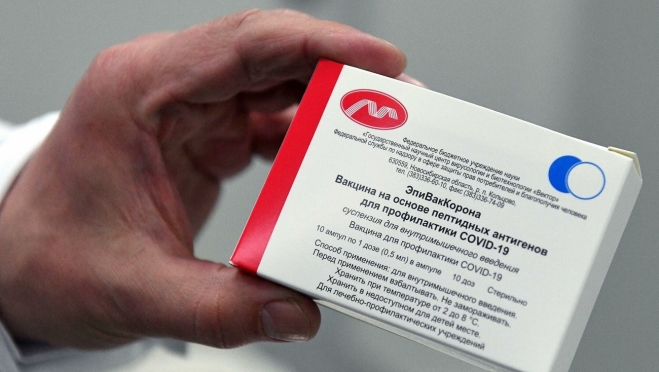 Федеральное бюджетное учреждение науки
«Государственный научный центр вирусологии и биотехнологии «Вектор»
Федеральной службы по надзору в сфере защиты прав потребителей и благополучия человека
630559, Новосибирская область, р. п. Кольцово,
тел. (383)336-60-10, факс (383)336-74-09
ЭпиВакКорона
Вакцина на основе пептидных антигенов
для профилактики COVID-19
суспензия для внутримышечного введения
Вакцина для профилактики COVID-19
10 ампул по 1 дозе (0,5 мл) в ампуле 10 доз Стерильно
Способ применения: для внутримышечного введения.
Перед применением взбалтывать. Не замораживать.
Хранить при температуре от 2 до 8 °С.
Хранить в недоступном для детей месте.
Для лечебно-профилактических учреждений